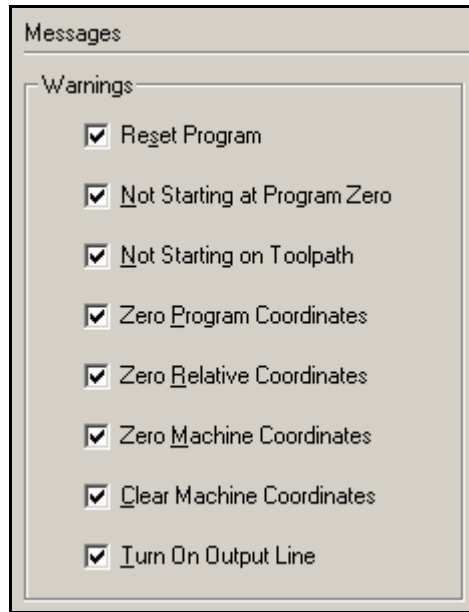 Messages
Warnings
Reset Program
Not Starting at Program Zero
Not Starting on Toolpath
Zero Program Coordinates
Zero Relative Coordinates
Zero Machine Coordinates
Clear Machine Coordinates
Turn On Output Line